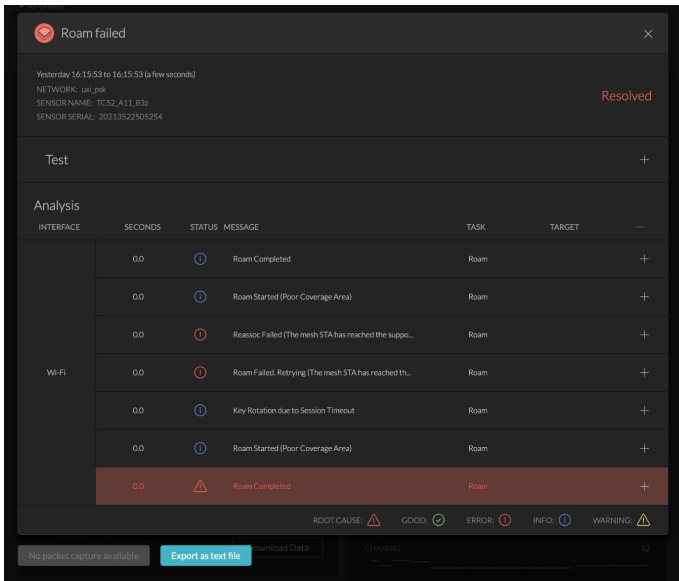 Roam failed
Yesterday 16:15:53 to 16:15:53 (a few seconds)
NETWORK: uxi_psk
SENSOR NAME: TC52_A11_83z
SENSOR SERIAL: 20213522505254
Resolved
Test
Analysis
INTERFACE SECONDS STATUS MESSAGE TASK TARGET
Wi-Fi
0.0 Roam Completed Roam
0.0 Roam Started (Poor Coverage Area) Roam
0.0 Reassoc Failed (The mesh STA has reached the suppo... Roam
0.0 Roam Failed. Retrying (The mesh STA has reached th... Roam
0.0 Key Rotation due to Session Timeout Roam
0.0 Roam Started (Poor Coverage Area) Roam
0.0 Roam Completed Roam
ROOT CAUSE: GOOD: ERROR: INFO: WARNING:
No packet capture available
Export as text file
Download Data
CHANNEL 52